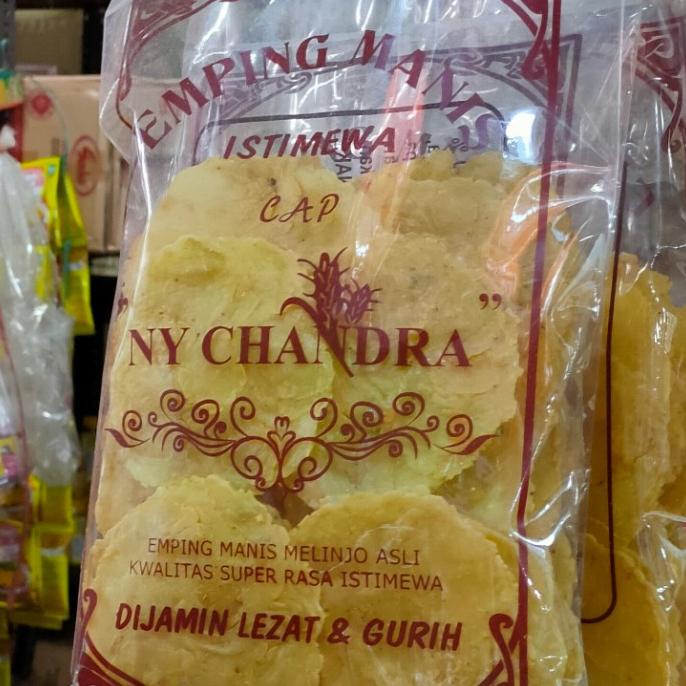 EMPING MANIS
ISTIMEWA
CAP
"NY CHANDRA"
EMPING MANIS MELINJO ASLI
KWALITAS SUPER RASA ISTIMEWA
DIJAMIN LEZAT & GURIH